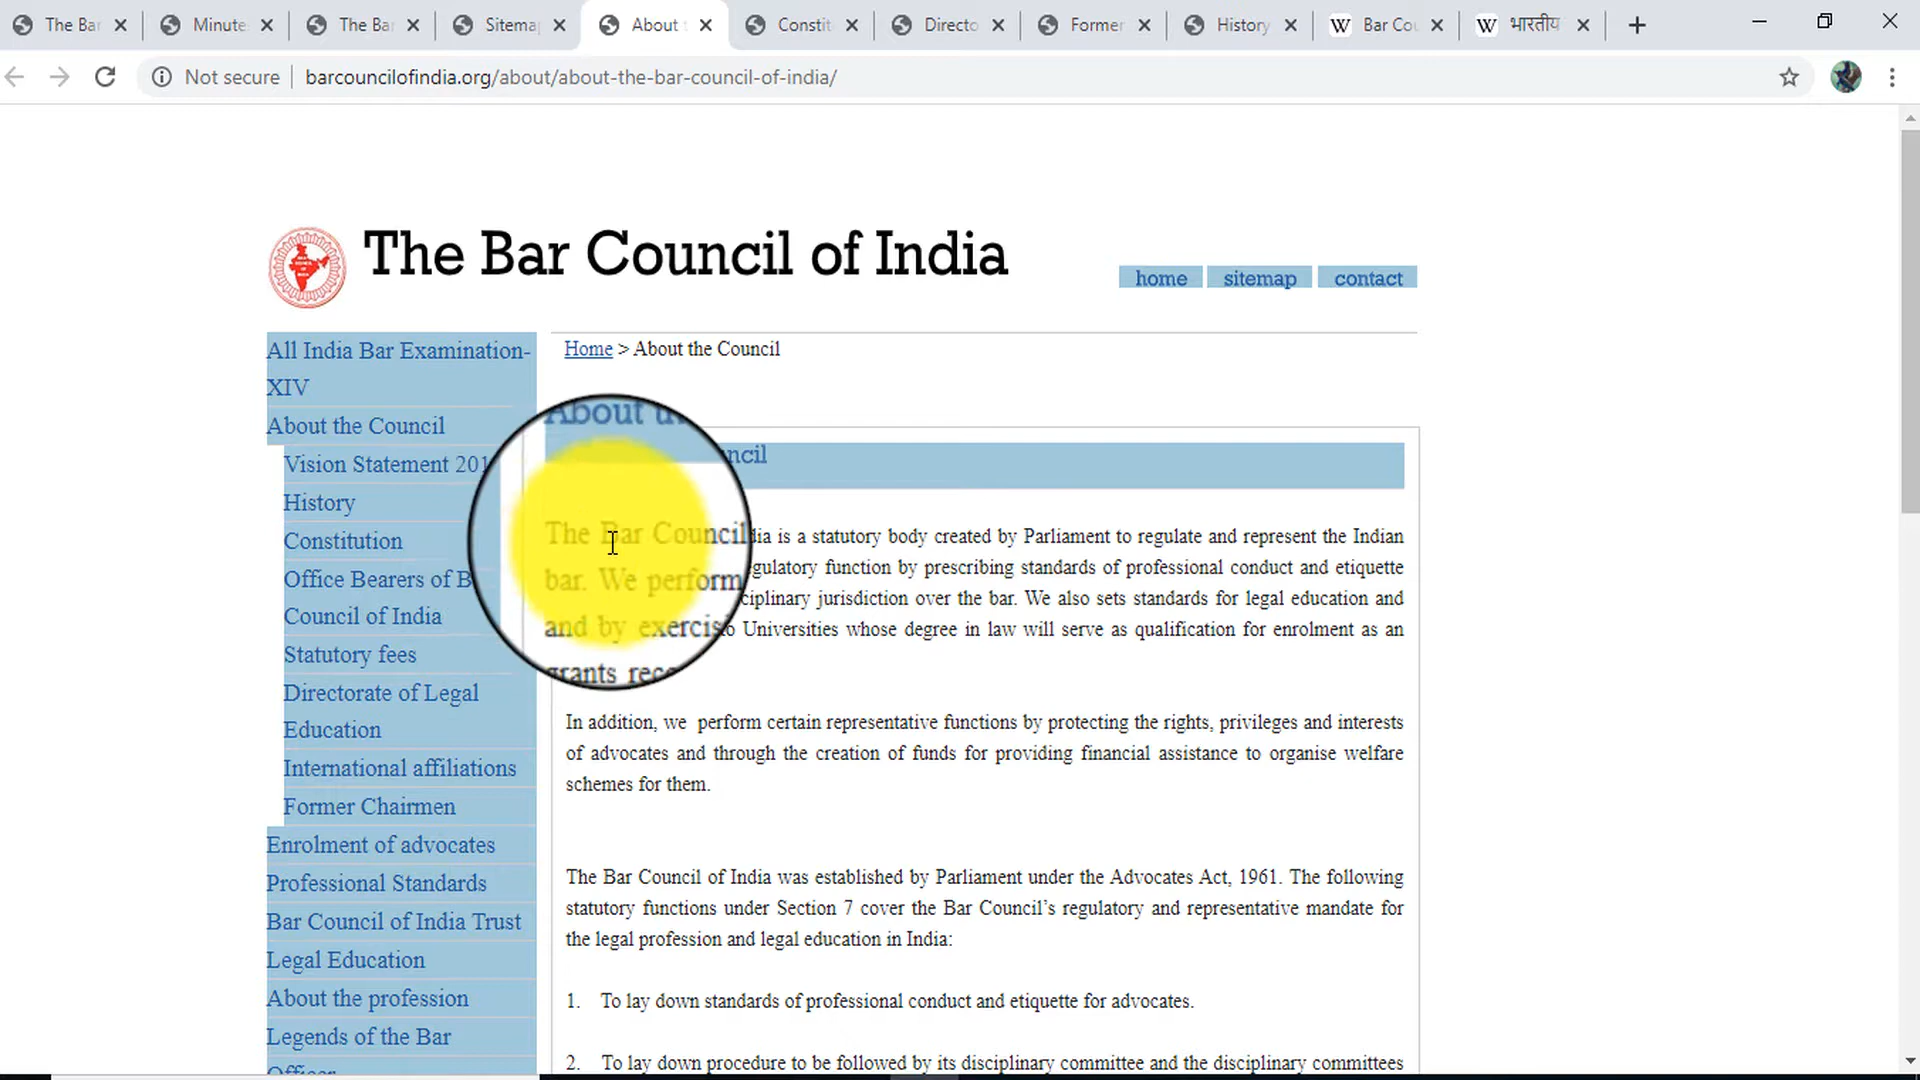 The Bar
Minute
The Bar
Sitema
About t
Constit
Directo
Former
History
Bar Cou
भारतीय
Not secure
barcouncilofindia.org/about/about-the-bar-council-of-india/
The Bar Council of India
home
sitemap
contact
All India Bar Examination-
XIV
About the Council
Vision Statement 201
History
Constitution
Office Bearers of B
Council of India
Statutory fees
Directorate of Legal
Education
International affiliations
Former Chairmen
Enrolment of advocates
Professional Standards
Bar Council of India Trust
Legal Education
About the profession
Legends of the Bar
Home > About the Council
About th
ncil
The Bar Council dia is a statutory body created by Parliament to regulate and represent the Indian
bar. We perform gulatory function by prescribing standards of professional conduct and etiquette
and by exercis ciplinary jurisdiction over the bar. We also sets standards for legal education and
grants rec o Universities whose degree in law will serve as qualification for enrolment as an
In addition, we perform certain representative functions by protecting the rights, privileges and interests
of advocates and through the creation of funds for providing financial assistance to organise welfare
schemes for them.
The Bar Council of India was established by Parliament under the Advocates Act, 1961. The following
statutory functions under Section 7 cover the Bar Council’s regulatory and representative mandate for
the legal profession and legal education in India:
1. To lay down standards of professional conduct and etiquette for advocates.
2. To lay down procedure to be followed by its disciplinary committee and the disciplinary committees